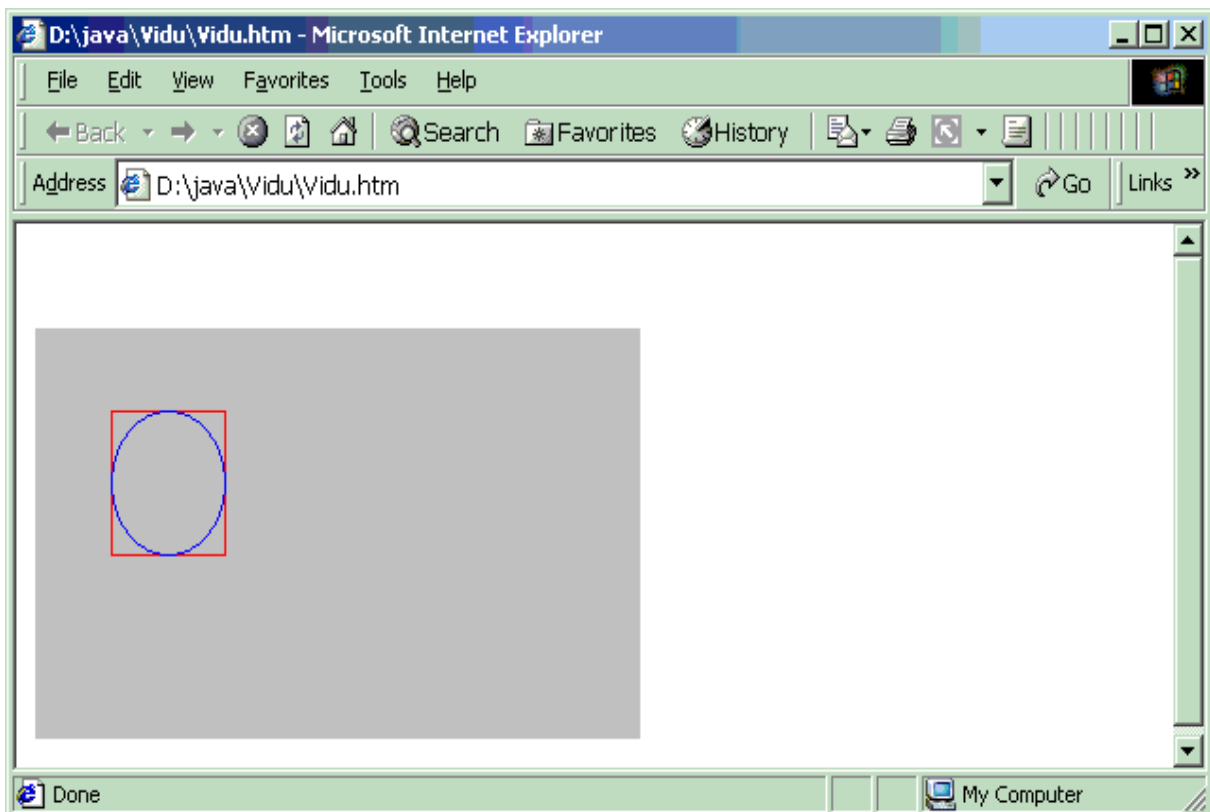 D:\java\Vidu\Vidu.htm - Microsoft Internet Explorer
File Edit View Favorites Tools Help
Back Search Favorites History
Address D:\java\Vidu\Vidu.htm Go Links »
Done My Computer